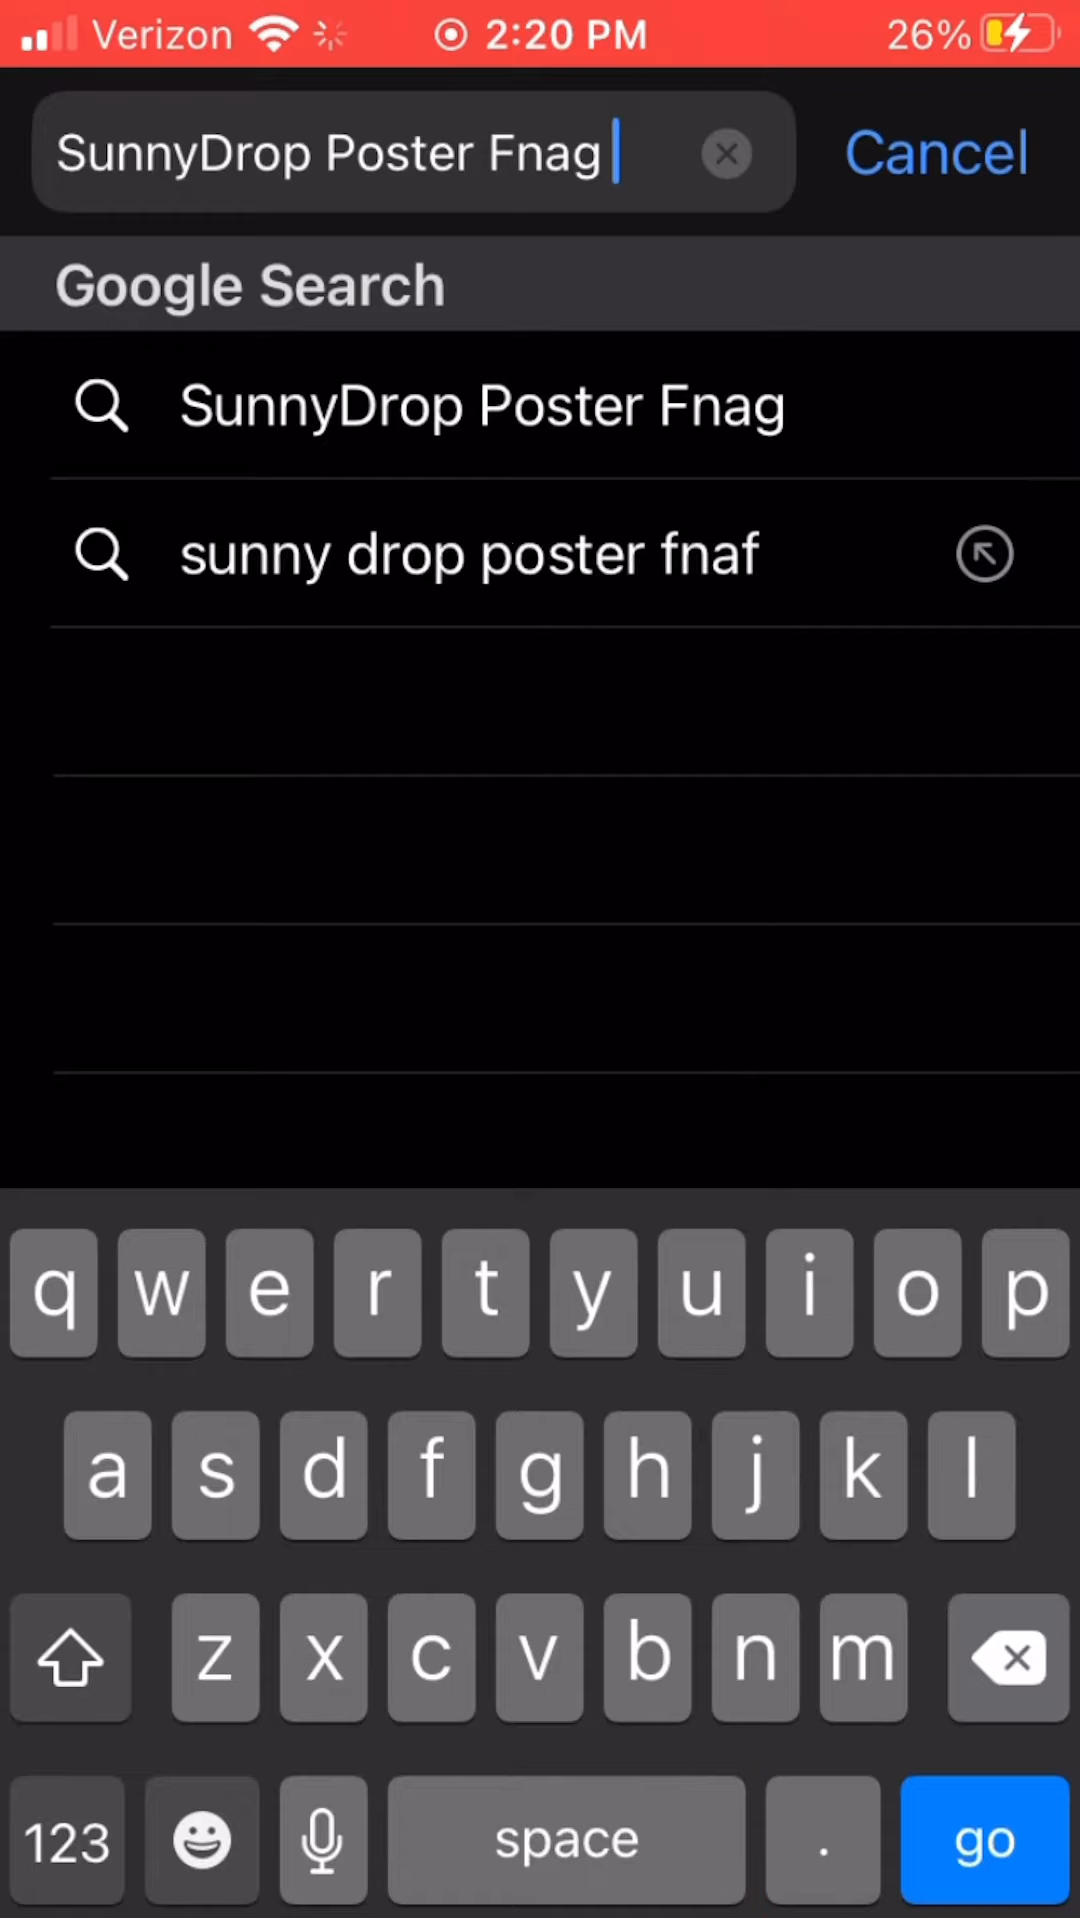 Verizon 2:20 PM 26%
SunnyDrop Poster Fnag Cancel
Google Search
SunnyDrop Poster Fnag
sunny drop poster fnaf
q w e r t y u i o p
a s d f g h j k l
z x c v b n m
123 space . go